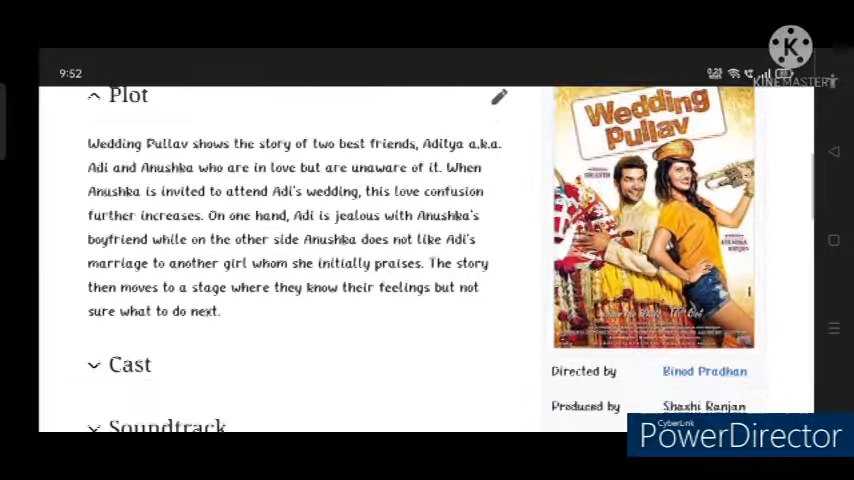 9:52
0.25
KINEMASTER
Plot
Wedding Pullav shows the story of two best friends, Aditya a.k.a.
Adi and Anushka who are in love but are unaware of it. When
Anushka is invited to attend Adi's wedding, this love confusion
further increases. On one hand, Adi is jealous with Anushka's
boyfriend while on the other side Anushka does not like Adi's
marriage to another girl whom she initially praises. The story
then moves to a stage where they know their feelings but not
sure what to do next.
Cast
Soundtrack
Wedding
Pullav
ANUSHKA
RANJAN
Directed by Binod Pradhan
Produced by Shashi Ranjan
CyberLink
PowerDirector